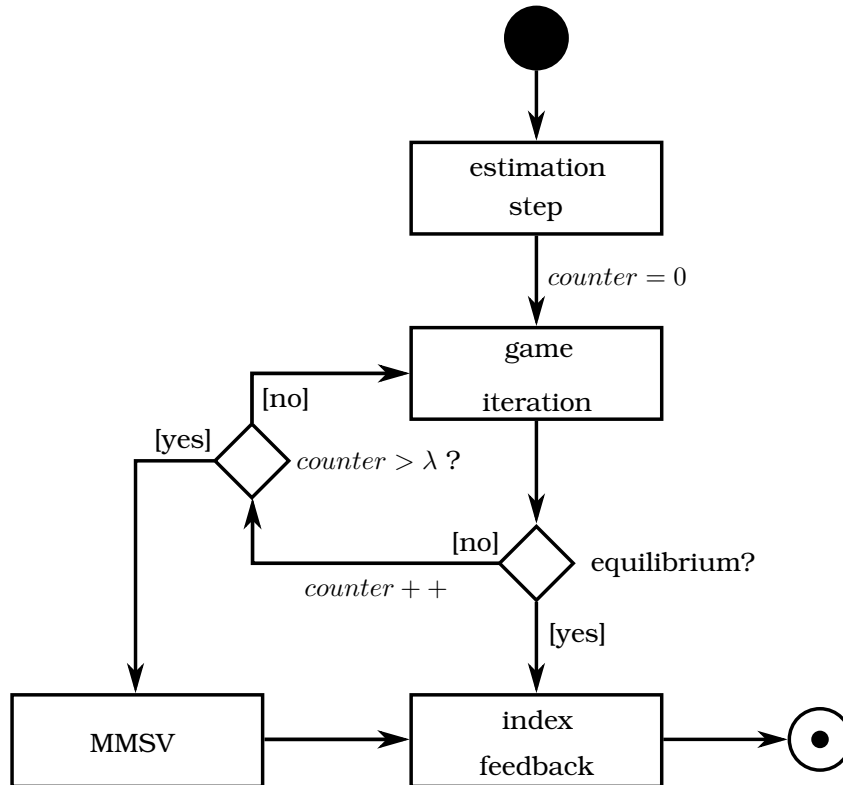 estimation
step
counter = 0
game
iteration
[no]
[yes]
counter > λ ?
[no]
equilibrium?
counter + +
[yes]
MMSV
index
feedback